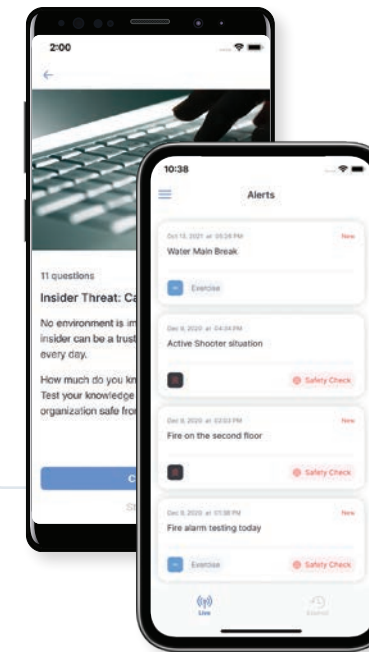 2:00
11 questions
Insider Threat: Ca
No environment is im
insider can be a trust
every day.
How much do you kn
Test your knowledge
organization safe from
C
10:38
Alerts
Oct 13, 2021 at 05:24 PM
New
Water Main Break
Exercise
Dec 8, 2020 at 04:34 PM
Active Shooter situation
Safety Check
Dec 8, 2020 at 03:03 PM
New
Fire on the second floor
Safety Check
Dec 8, 2020 at 01:38 PM
New
Fire alarm testing today
Exercise
Safety Check
Live